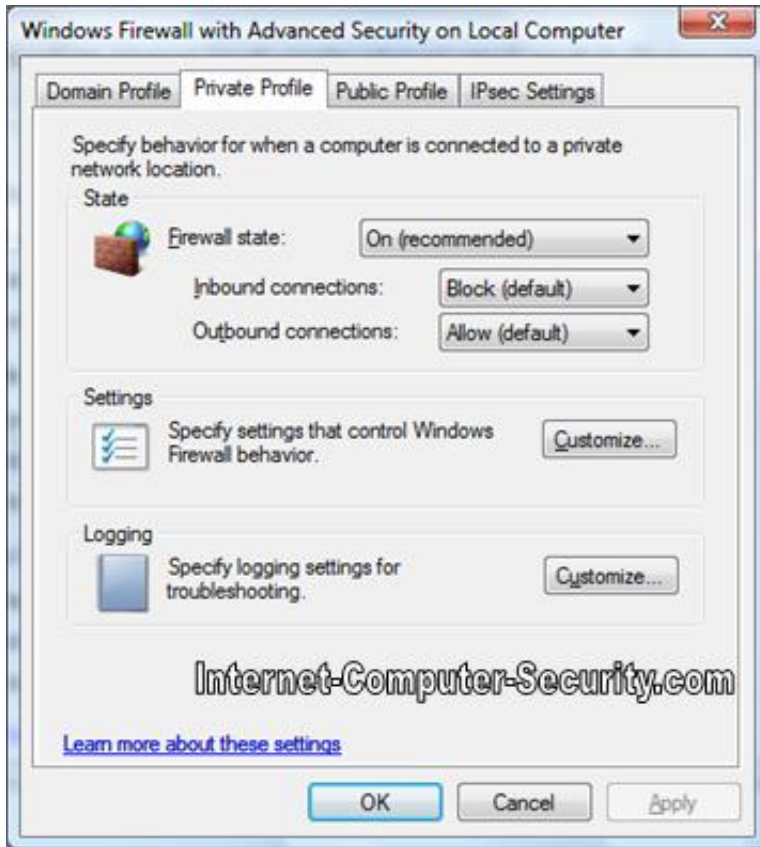 Windows Firewall with Advanced Security on Local Computer
Domain Profile
Private Profile
Public Profile
IPsec Settings
Specify behavior for when a computer is connected to a private
network location.
State
Firewall state:
On (recommended)
Inbound connections:
Block (default)
Outbound connections:
Allow (default)
Settings
Specify settings that control Windows
Firewall behavior.
Customize...
Logging
Specify logging settings for
troubleshooting.
Customize...
Internet-Computer-Security.com
Learn more about these settings
OK
Cancel
Apply